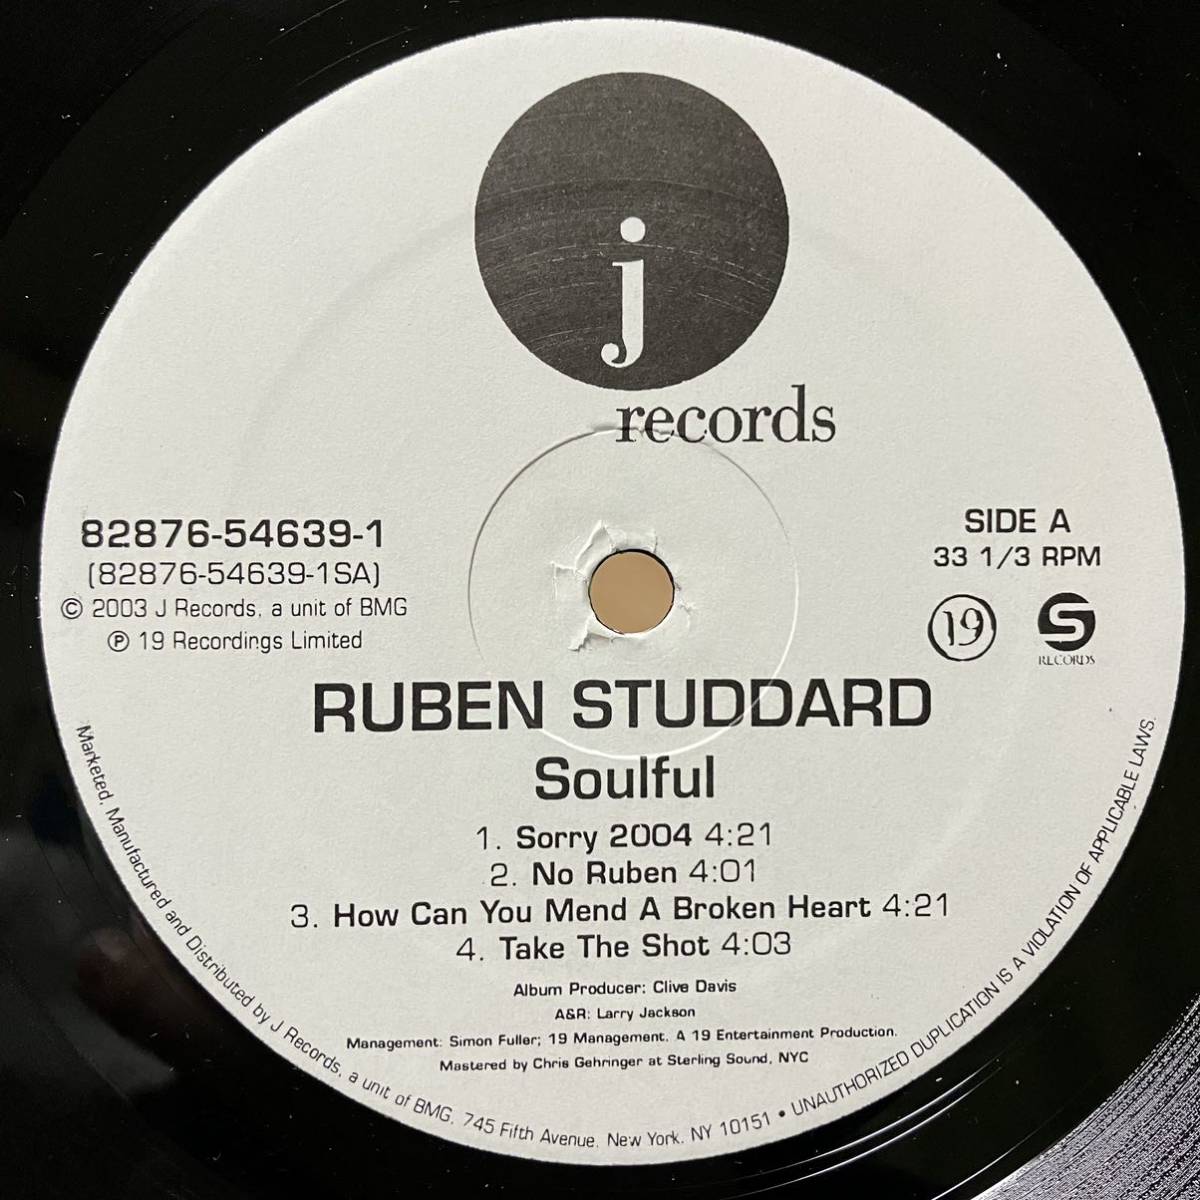 j
records
82876-54639-1
(82876-54639-1SA)
© 2003 J Records, a unit of BMG
℗ 19 Recordings Limited
SIDE A
33 1/3 RPM
19
S
RECORDS
RUBEN STUDDARD
Soulful
1. Sorry 2004 4:21
2. No Ruben 4:01
3. How Can You Mend A Broken Heart 4:21
4. Take The Shot 4:03
Album Producer: Clive Davis
A&R: Larry Jackson
Management: Simon Fuller; 19 Management. A 19 Entertainment Production.
Mastered by Chris Gehringer at Sterling Sound, NYC
Marketed, Manufactured and Distributed by J Records, a unit of BMG, 745 Fifth Avenue, New York, NY 10151 • UNAUTHORIZED DUPLICATION IS A VIOLATION OF APPLICABLE LAWS.